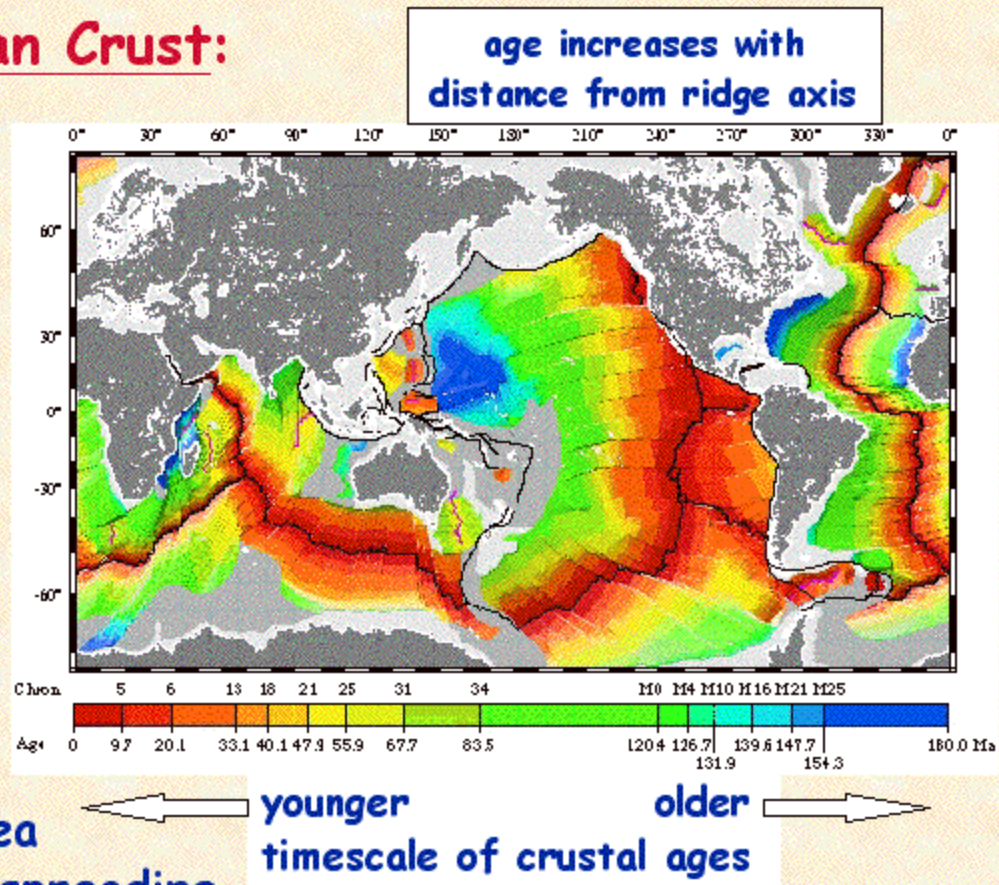 an Crust:
age increases with
distance from ridge axis
0° 30° 60° 90° 120° 150° 180° 210° 240° 270° 300° 330° 0°
60°
30°
0°
-30°
-60°
Chron 5 6 13 18 21 25 31 34 M0 M4 M10 M16 M21 M25
Age 0 9.7 20.1 33.1 40.1 47.9 55.9 67.7 83.5 120.4 126.7 139.6 147.7 180.0 Ma
131.9 154.3
younger older
ea
timescale of crustal ages
spreading